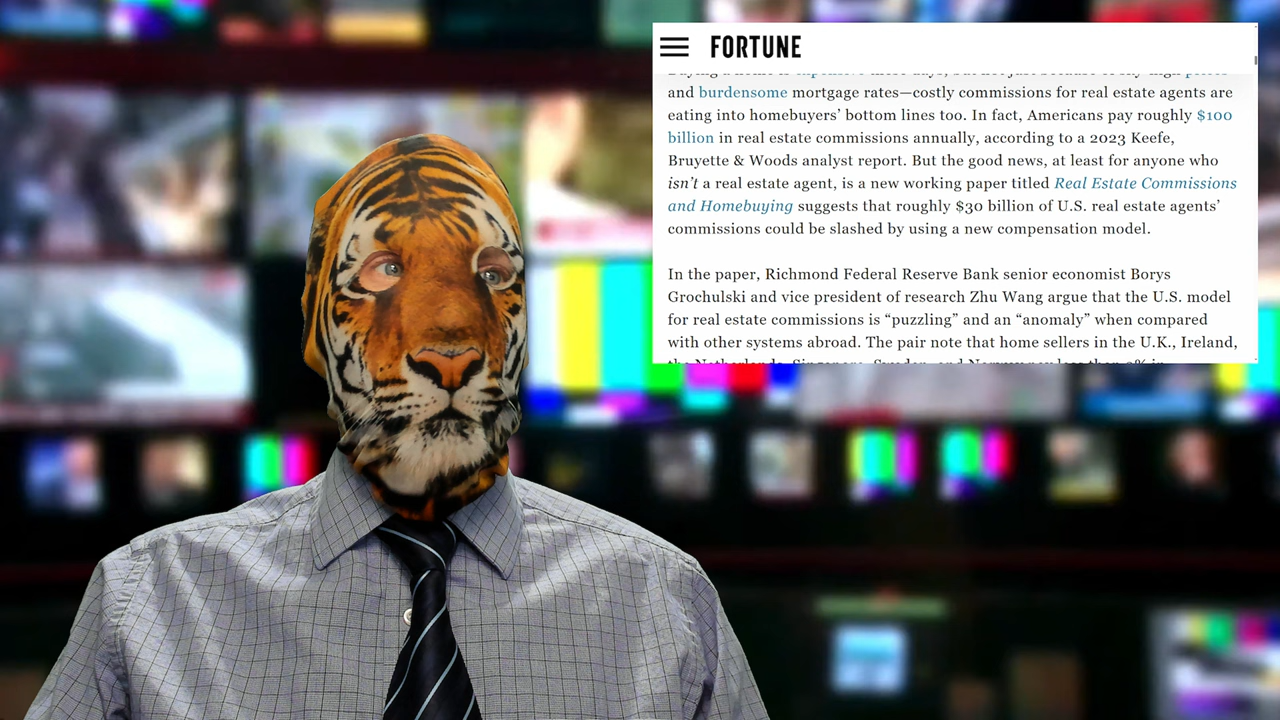 FORTUNE
and burdensome mortgage rates—costly commissions for real estate agents are
eating into homebuyers’ bottom lines too. In fact, Americans pay roughly $100
billion in real estate commissions annually, according to a 2023 Keefe,
Bruyette & Woods analyst report. But the good news, at least for anyone who
isn’t a real estate agent, is a new working paper titled Real Estate Commissions
and Homebuying suggests that roughly $30 billion of U.S. real estate agents’
commissions could be slashed by using a new compensation model.
In the paper, Richmond Federal Reserve Bank senior economist Borys
Grochulski and vice president of research Zhu Wang argue that the U.S. model
for real estate commissions is “puzzling” and an “anomaly” when compared
with other systems abroad. The pair note that home sellers in the U.K., Ireland,